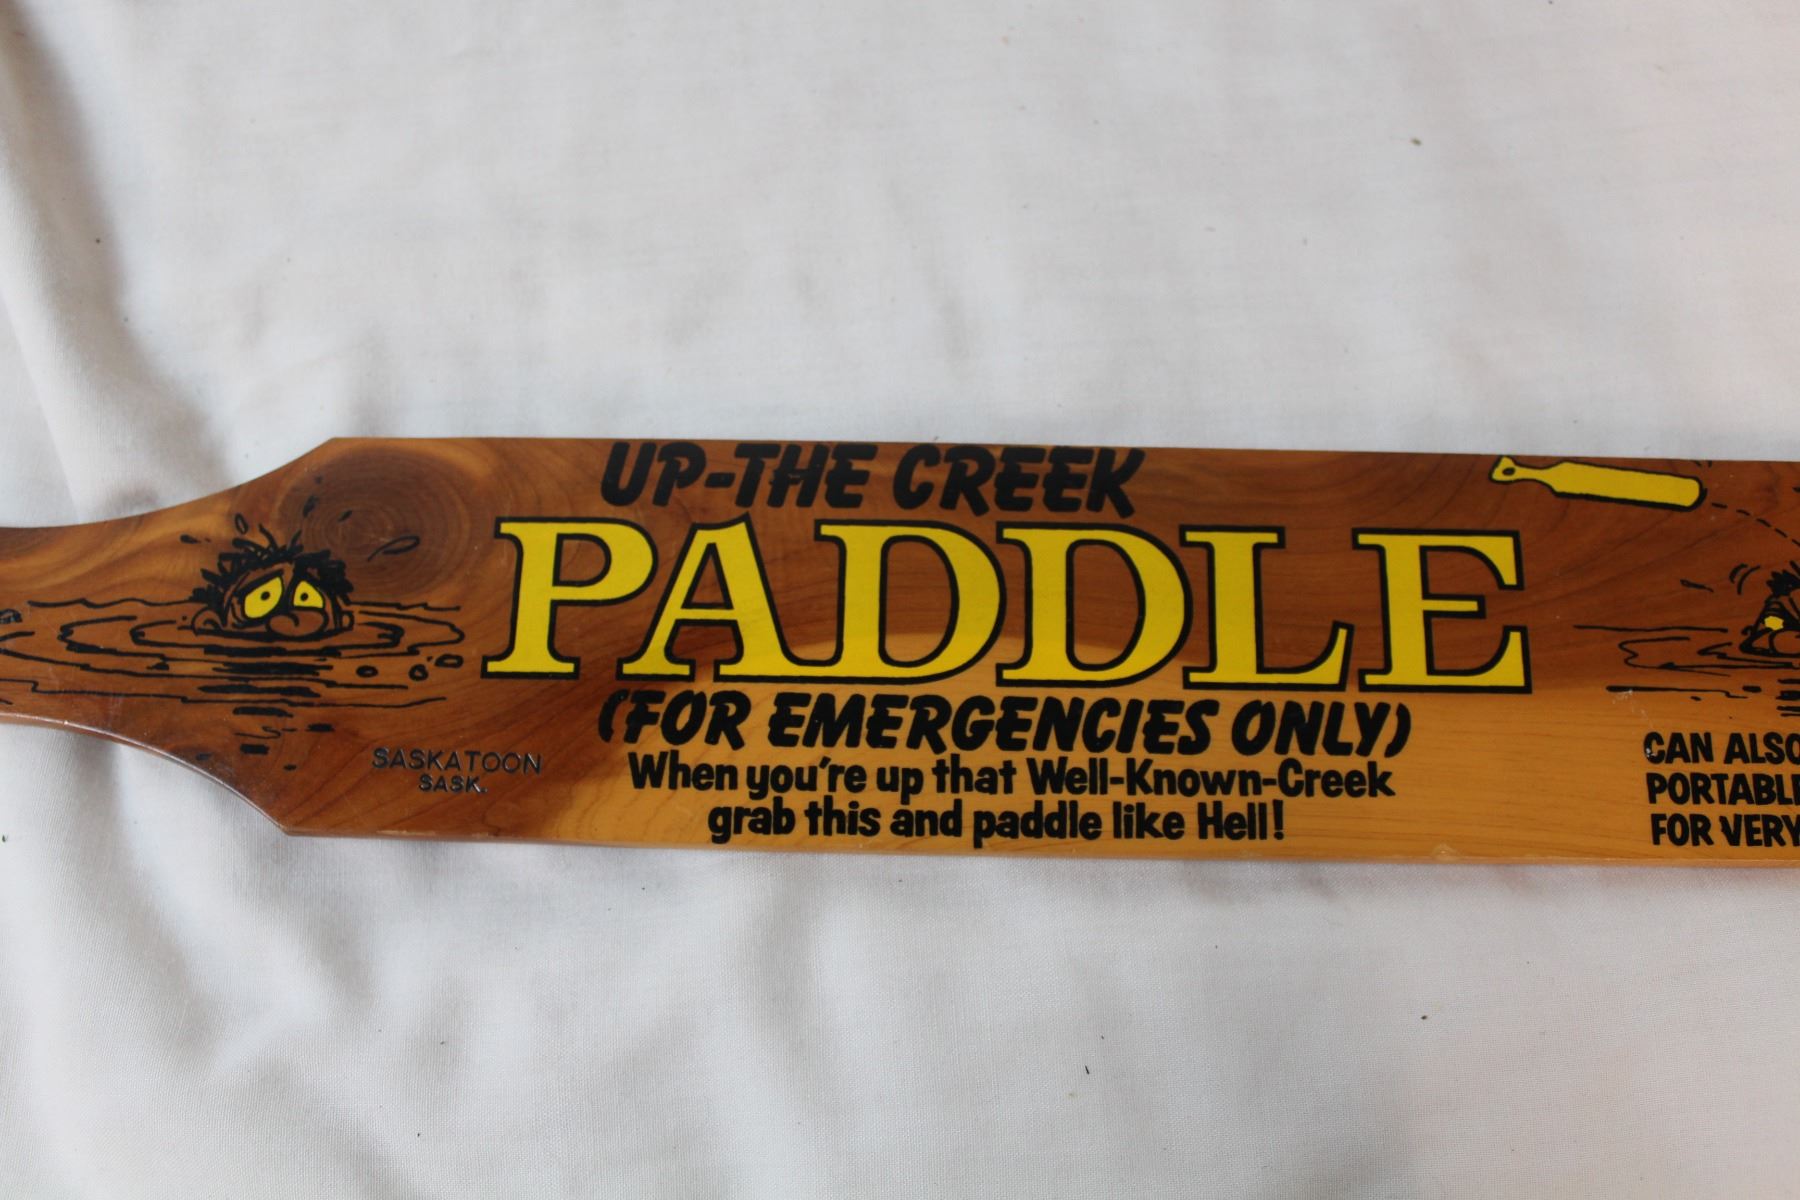 UP-THE CREEK
PADDLE
(FOR EMERGENCIES ONLY)
When you're up that Well-Known-Creek
grab this and paddle like Hell!
SASKATOON
SASK.
CAN ALSO
PORTABLE
FOR VERY